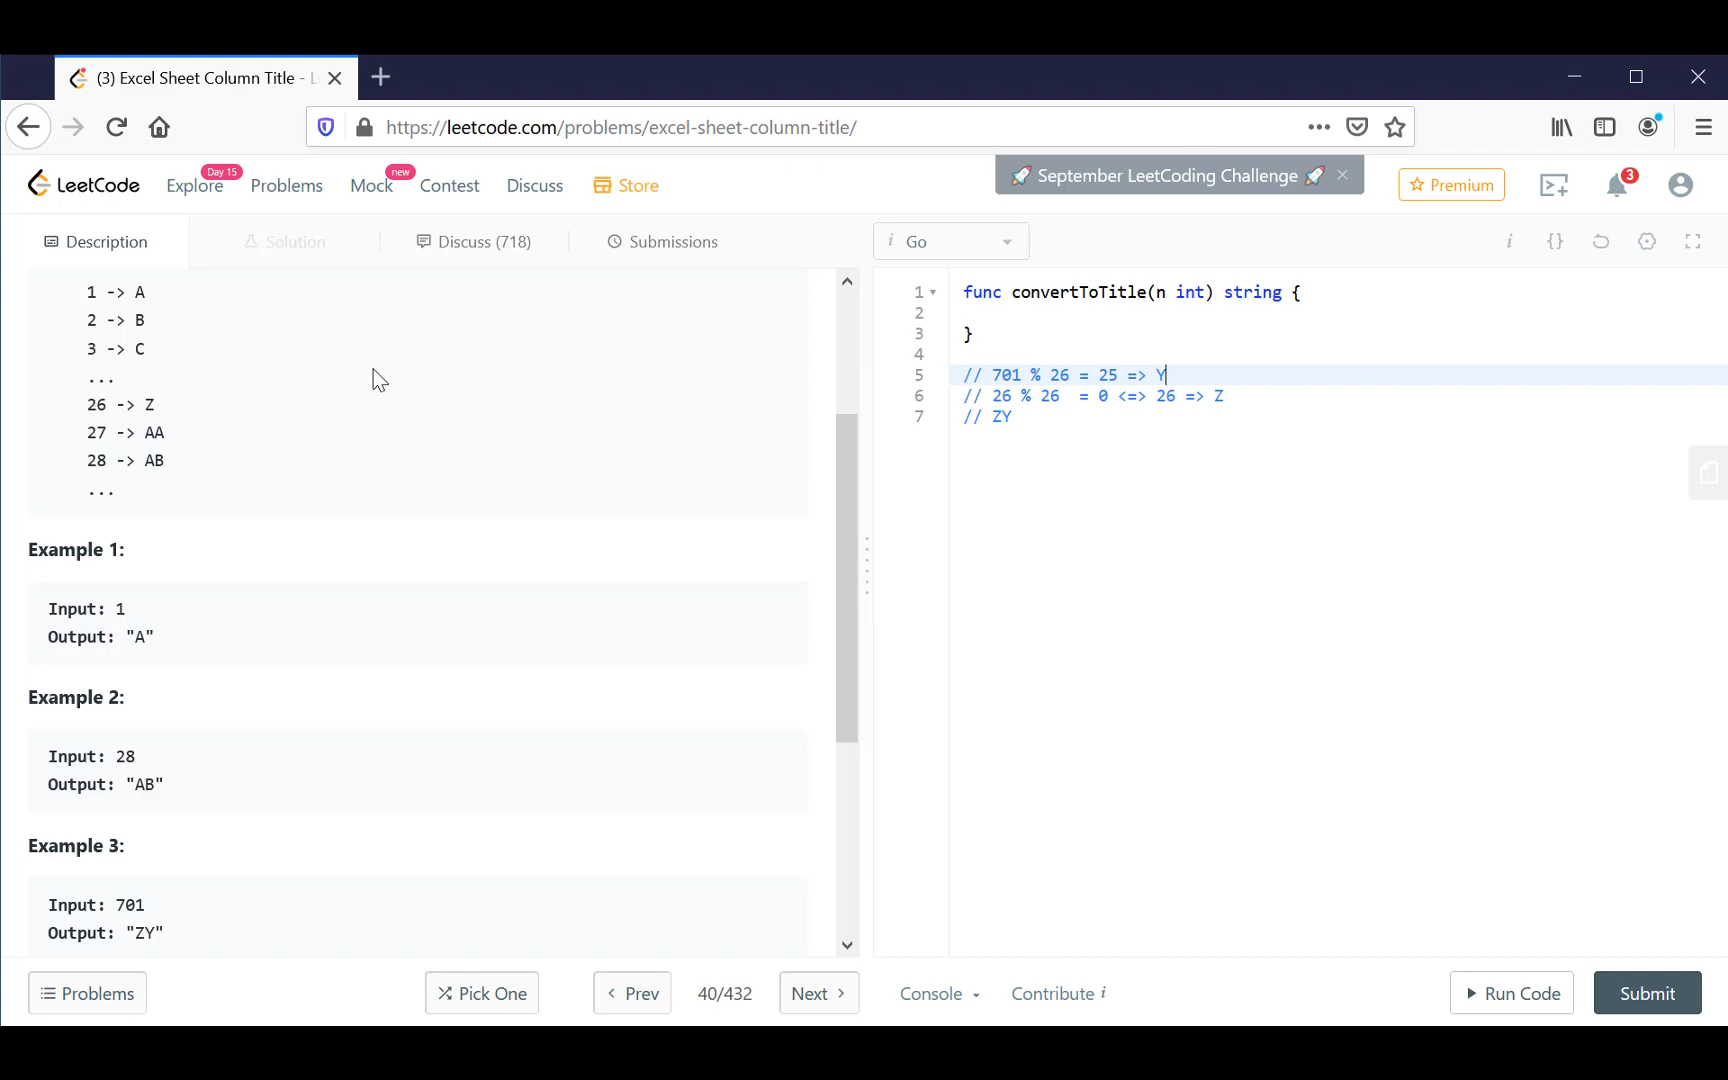 (3) Excel Sheet Column Title - L
https://leetcode.com/problems/excel-sheet-column-title/
LeetCode
Explore
Day 15
Problems
Mock
new
Contest
Discuss
Store
🚀 September LeetCoding Challenge 🚀
Premium
3
Description
Solution
Discuss (718)
Submissions
i Go
i
{}
1 -> A
2 -> B
3 -> C
...
26 -> Z
27 -> AA
28 -> AB
...
Example 1:
Input: 1
Output: "A"
Example 2:
Input: 28
Output: "AB"
Example 3:
Input: 701
Output: "ZY"
1 func convertToTitle(n int) string {
2
3 }
4
5 // 701 % 26 = 25 => Y
6 // 26 % 26  = 0 <=> 26 => Z
7 // ZY
Problems
Pick One
< Prev
40/432
Next >
Console
Contribute i
Run Code
Submit